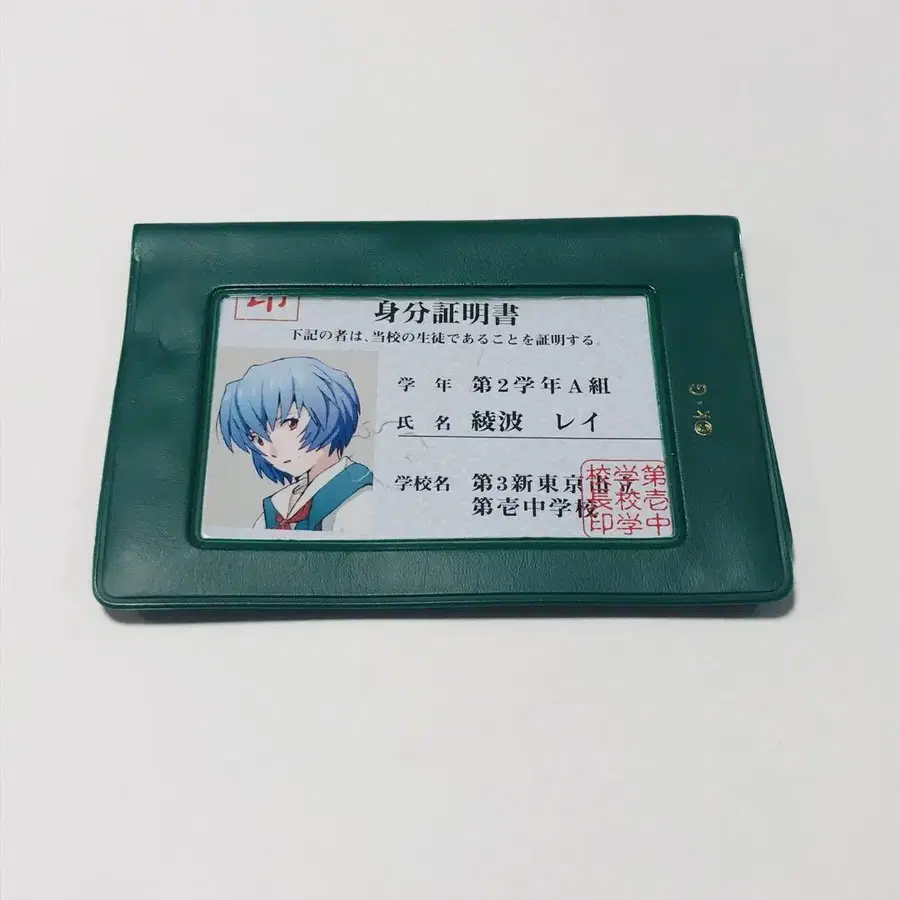 印
身分証明書
下記の者は、当校の生徒であることを証明する。
学 年 第2学年A組
氏 名 綾波 レイ
学校名 第3新東京市立
第壱中学校
第壱中
学校学
校長印
K・G